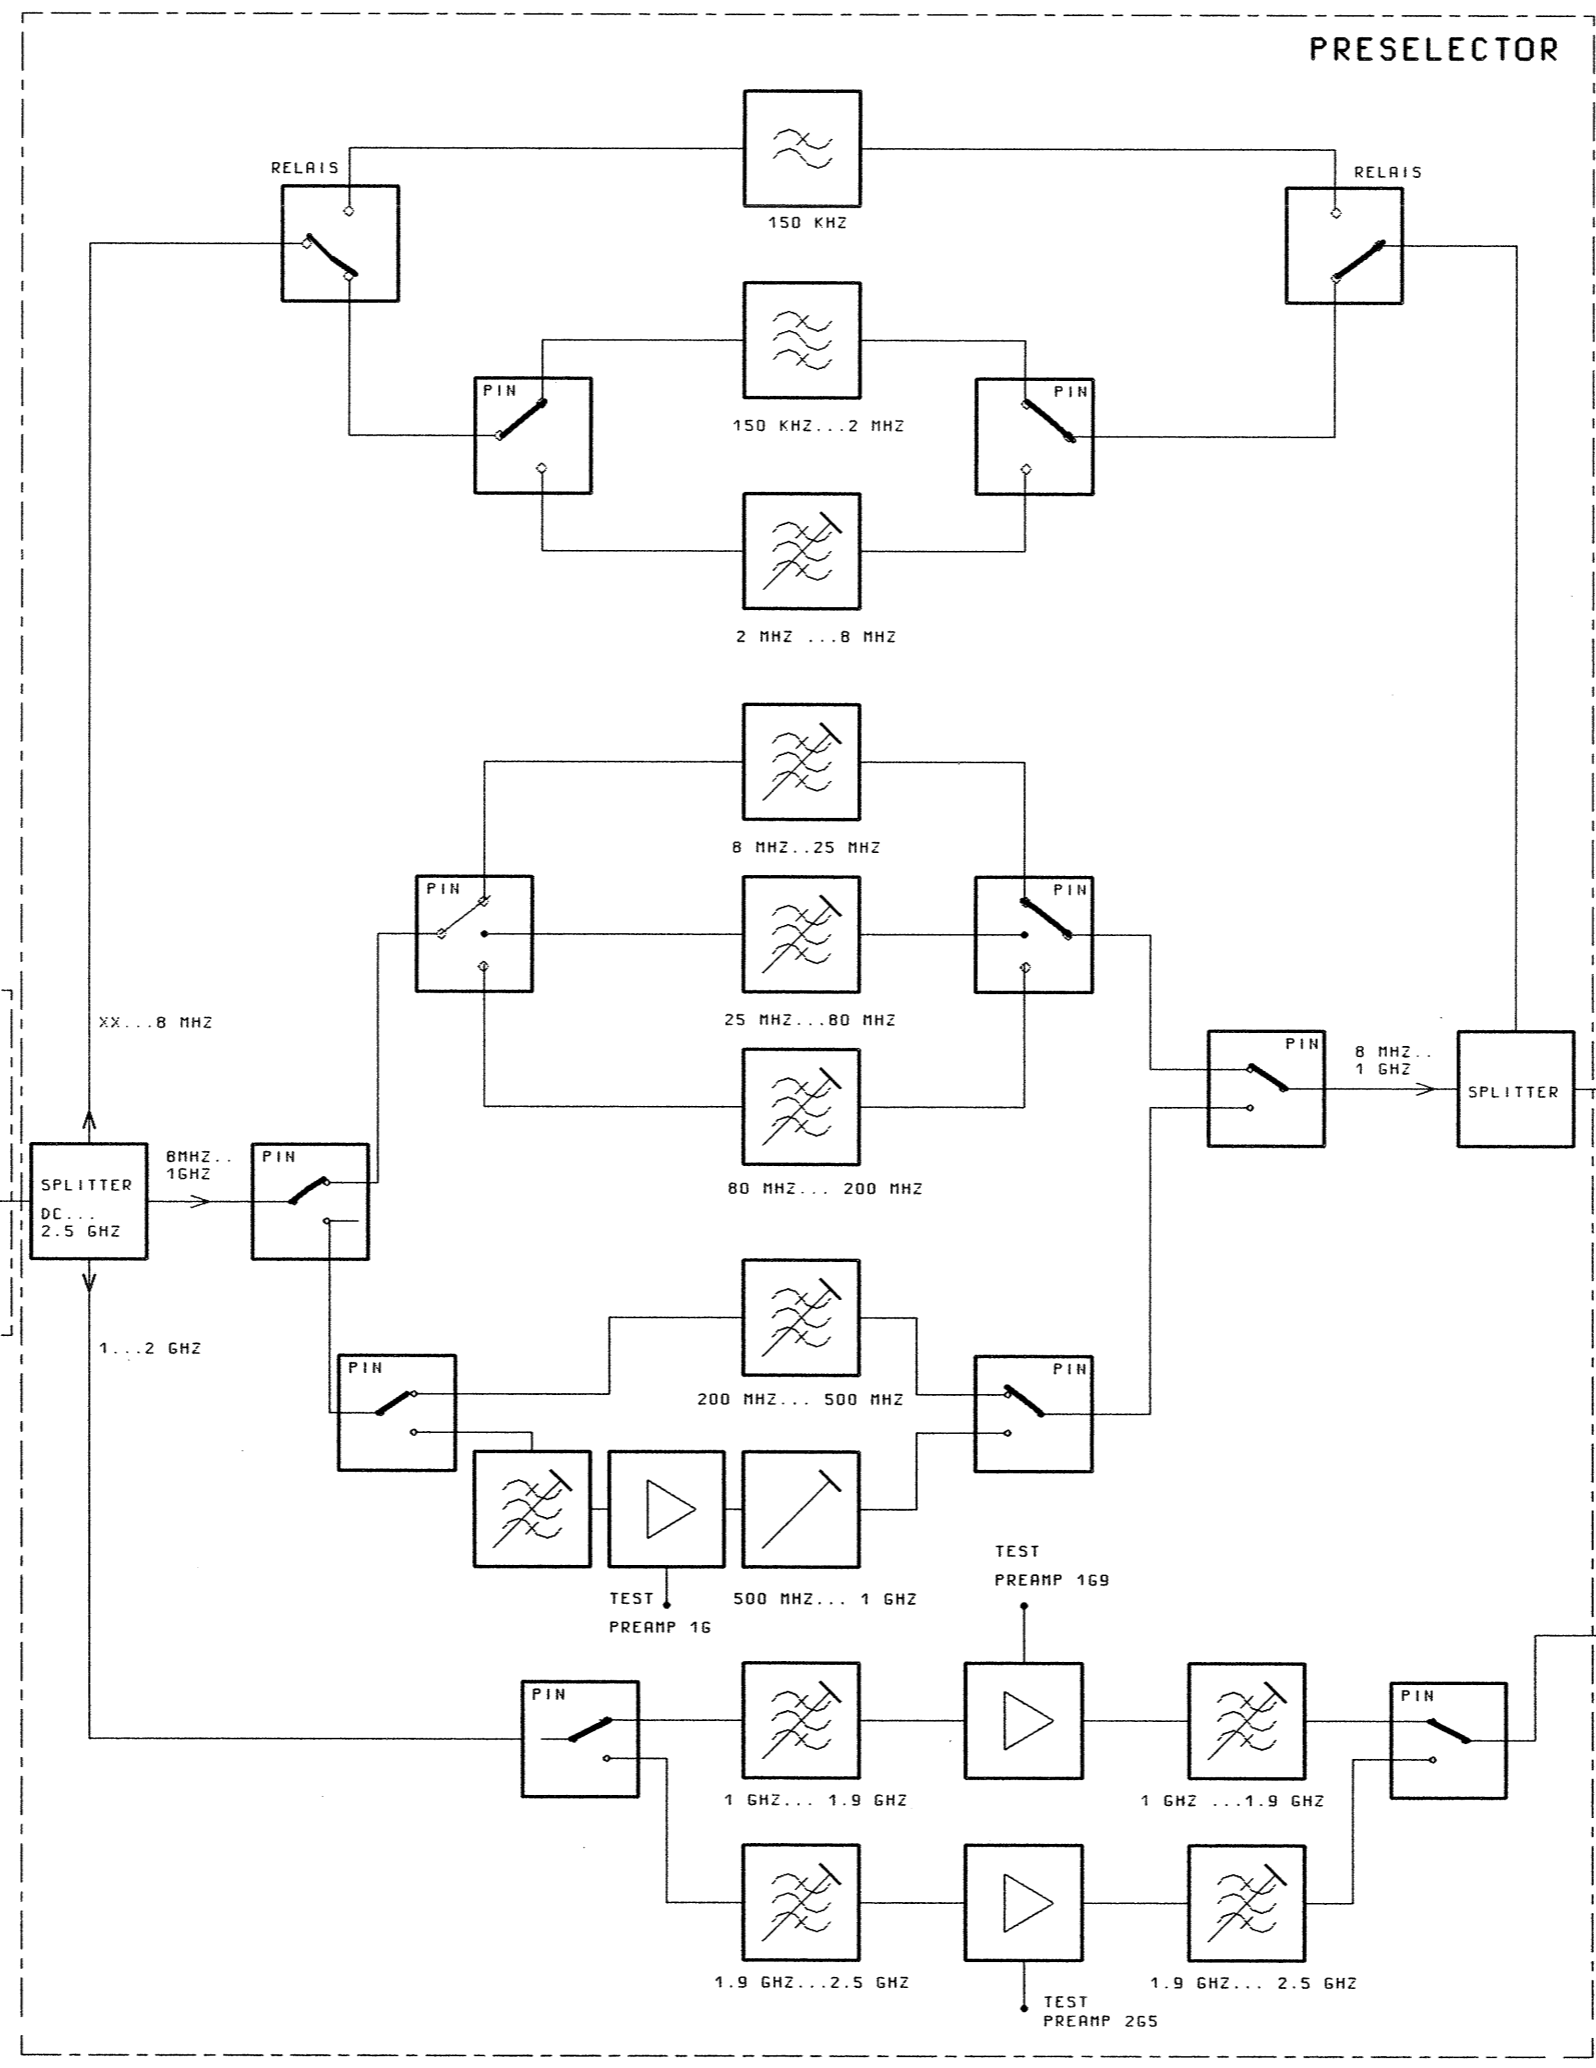 PRESELECTOR
RELAIS
RELAIS
150 KHZ
PIN
PIN
150 KHZ...2 MHZ
2 MHZ ...8 MHZ
8 MHZ..25 MHZ
PIN
PIN
25 MHZ...80 MHZ
XX...8 MHZ
PIN
8 MHZ..
1 GHZ
SPLITTER
80 MHZ... 200 MHZ
SPLITTER
DC...
2.5 GHZ
8MHZ..
1GHZ
PIN
1...2 GHZ
PIN
PIN
200 MHZ... 500 MHZ
TEST
PREAMP 1G
500 MHZ... 1 GHZ
TEST
PREAMP 1G9
PIN
PIN
1 GHZ... 1.9 GHZ
1 GHZ ...1.9 GHZ
1.9 GHZ...2.5 GHZ
1.9 GHZ... 2.5 GHZ
TEST
PREAMP 2G5